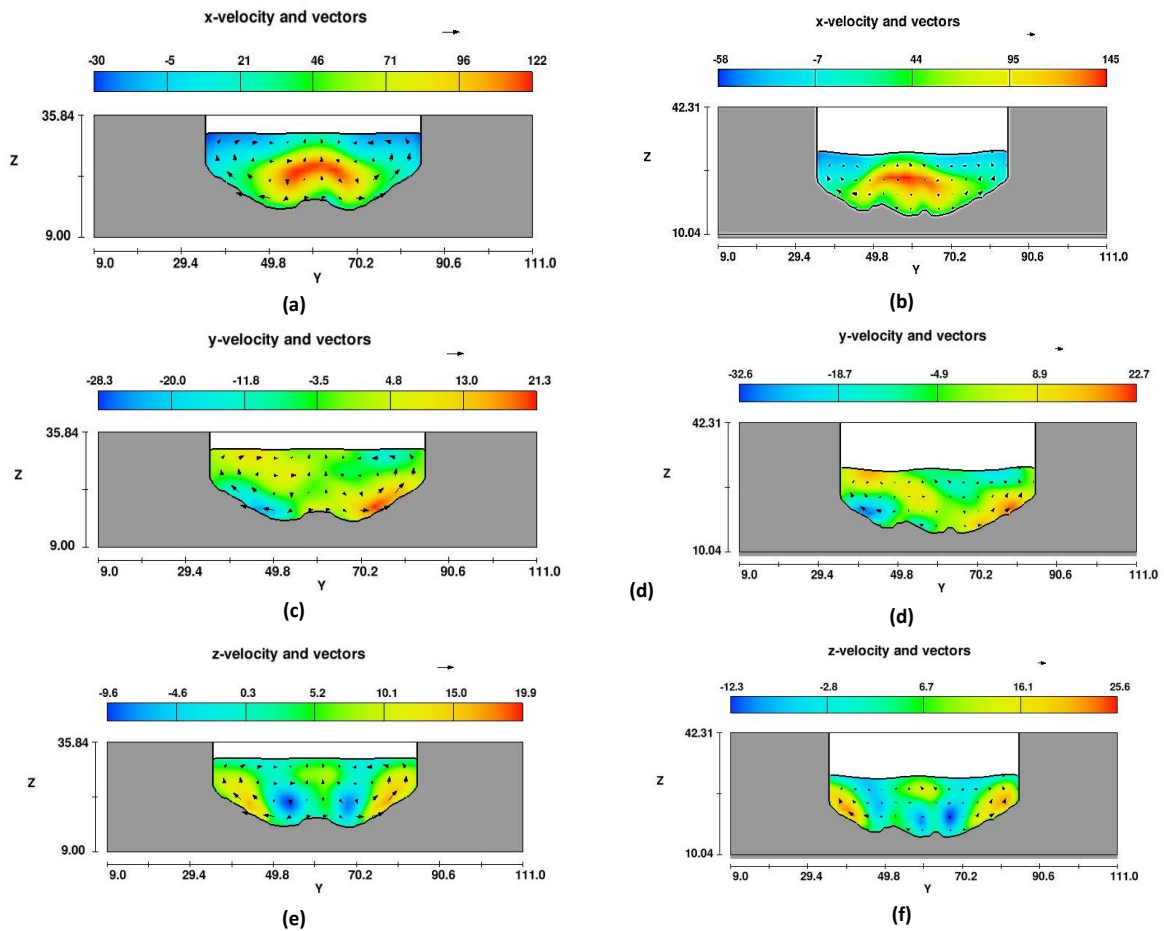 x-velocity and vectors
-30 -5 21 46 71 96 122
35.84
Z
9.00
9.0 29.4 49.8 70.2 90.6 111.0
Y
(a)
x-velocity and vectors
-58 -7 44 95 145
42.31
Z
10.04
9.0 29.4 49.8 70.2 90.6 111.0
Y
(b)
y-velocity and vectors
-28.3 -20.0 -11.8 -3.5 4.8 13.0 21.3
35.84
Z
9.00
9.0 29.4 49.8 70.2 90.6 111.0
Y
(c)
y-velocity and vectors
-32.6 -18.7 -4.9 8.9 22.7
42.31
Z
10.04
9.0 29.4 49.8 70.2 90.6 111.0
Y
(d)
(d)
z-velocity and vectors
-9.6 -4.6 0.3 5.2 10.1 15.0 19.9
35.84
Z
9.00
9.0 29.4 49.8 70.2 90.6 111.0
Y
(e)
z-velocity and vectors
-12.3 -2.8 6.7 16.1 25.6
42.31
Z
10.04
9.0 29.4 49.8 70.2 90.6 111.0
Y
(f)